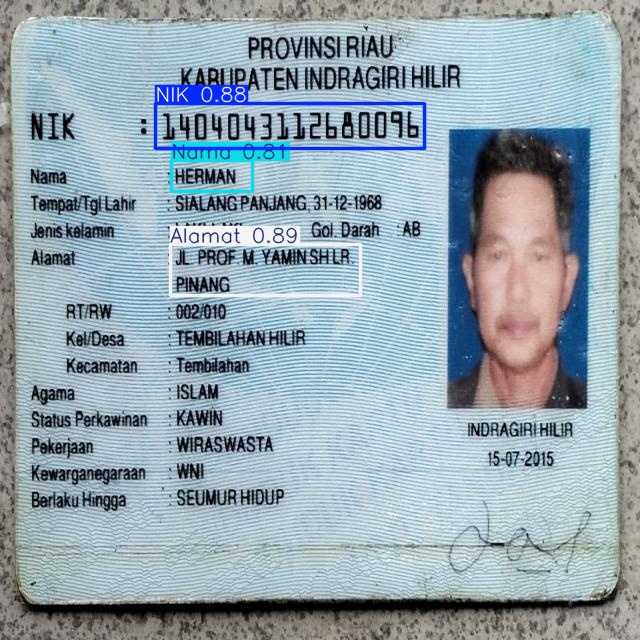 PROVINSI RIAU
KABUPATEN INDRAGIRI HILIR
NIK 0.88
NIK : 1404043112680096
Nama 0.81
Nama : HERMAN
Tempat/Tgl Lahir : SIALANG PANJANG, 31-12-1968
Jenis kelamin : Gol. Darah : AB
Alamat 0.89
Alamat : JL. PROF M. YAMIN SH LR.
PINANG
RT/RW : 002/010
Kel/Desa : TEMBILAHAN HILIR
Kecamatan : Tembilahan
Agama : ISLAM
Status Perkawinan : KAWIN
Pekerjaan : WIRASWASTA
Kewarganegaraan : WNI
Berlaku Hingga : SEUMUR HIDUP
INDRAGIRI HILIR
15-07-2015